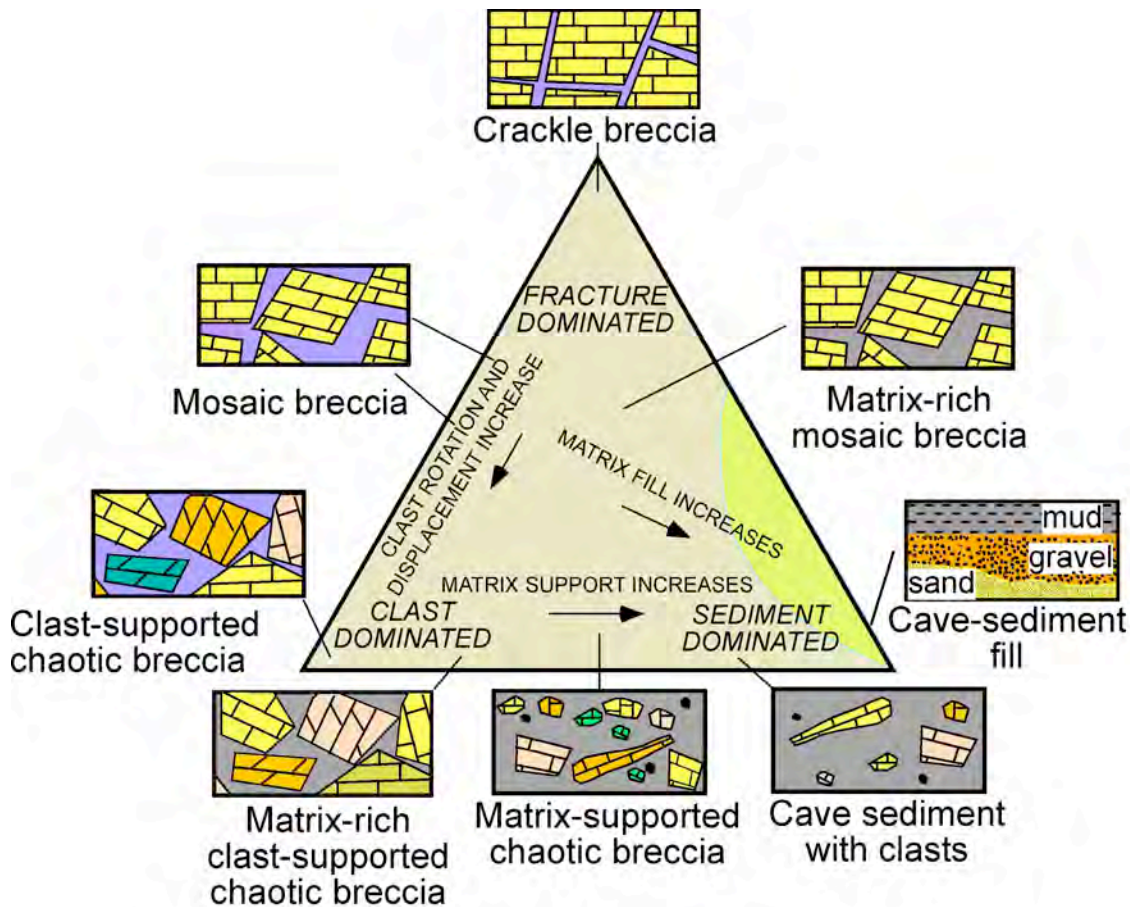 Crackle breccia
FRACTURE
DOMINATED
Mosaic breccia
Matrix-rich
mosaic breccia
CLAST ROTATION AND
DISPLACEMENT INCREASE
MATRIX FILL INCREASES
mud
gravel
sand
Cave-sediment
fill
MATRIX SUPPORT INCREASES
Clast-supported
chaotic breccia
CLAST
DOMINATED
SEDIMENT
DOMINATED
Matrix-rich
clast-supported
chaotic breccia
Matrix-supported
chaotic breccia
Cave sediment
with clasts